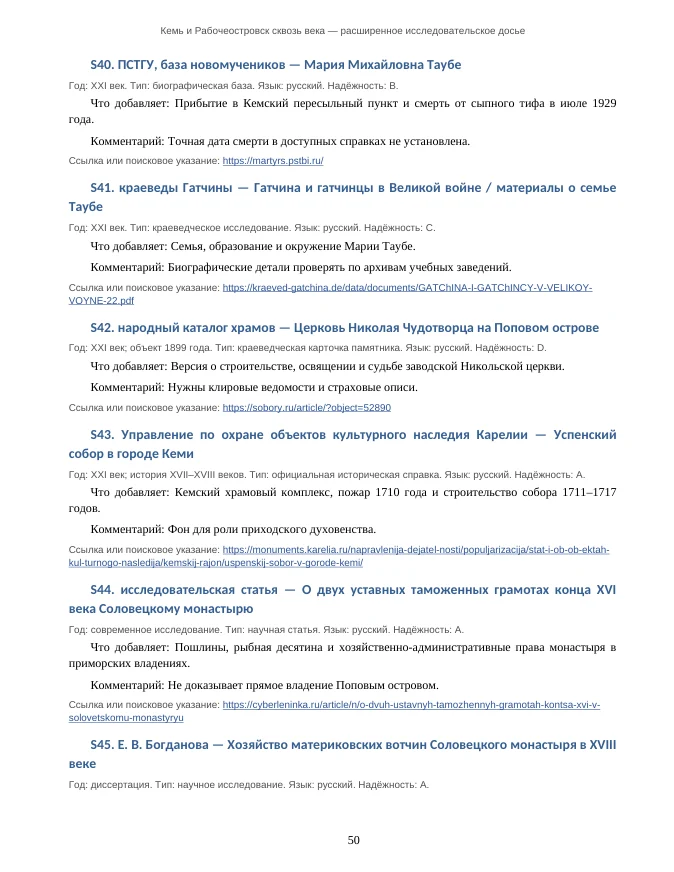 Кемь и Рабочеостровск сквозь века — расширенное исследовательское досье
S40. ПСТГУ, база новомучеников — Мария Михайловна Таубе
Год: XXI век. Тип: биографическая база. Язык: русский. Надёжность: B.
Что добавляет: Прибытие в Кемский пересыльный пункт и смерть от сыпного тифа в июле 1929
года.
Комментарий: Точная дата смерти в доступных справках не установлена.
Ссылка или поисковое указание: https://martyrs.pstbi.ru/
S41. краеведы Гатчины — Гатчина и гатчинцы в Великой войне / материалы о семье
Таубе
Год: XXI век. Тип: краеведческое исследование. Язык: русский. Надёжность: C.
Что добавляет: Семья, образование и окружение Марии Таубе.
Комментарий: Биографические детали проверять по архивам учебных заведений.
Ссылка или поисковое указание: https://kraeved-gatchina.de/data/documents/GATChINA-I-GATChINCY-V-VELIKOY-
VOYNE-22.pdf
S42. народный каталог храмов — Церковь Николая Чудотворца на Поповом острове
Год: XXI век; объект 1899 года. Тип: краеведческая карточка памятника. Язык: русский. Надёжность: D.
Что добавляет: Версия о строительстве, освящении и судьбе заводской Никольской церкви.
Комментарий: Нужны клировые ведомости и страховые описи.
Ссылка или поисковое указание: https://sobory.ru/article/?object=52890
S43. Управление по охране объектов культурного наследия Карелии — Успенский
собор в городе Кеми
Год: XXI век; история XVII–XVIII веков. Тип: официальная историческая справка. Язык: русский. Надёжность: A.
Что добавляет: Кемский храмовый комплекс, пожар 1710 года и строительство собора 1711–1717
годов.
Комментарий: Фон для роли приходского духовенства.
Ссылка или поисковое указание: https://monuments.karelia.ru/napravlenija-dejatel-nosti/populjarizacija/stat-i-ob-ob-ektah-
kul-turnogo-nasledija/kemskij-rajon/uspenskij-sobor-v-gorode-kemi/
S44. исследовательская статья — О двух уставных таможенных грамотах конца XVI
века Соловецкому монастырю
Год: современное исследование. Тип: научная статья. Язык: русский. Надёжность: A.
Что добавляет: Пошлины, рыбная десятина и хозяйственно-административные права монастыря в
приморских владениях.
Комментарий: Не доказывает прямое владение Поповым островом.
Ссылка или поисковое указание: https://cyberleninka.ru/article/n/o-dvuh-ustavnyh-tamozhennyh-gramotah-kontsa-xvi-v-
solovetskomu-monastyryu
S45. Е. В. Богданова — Хозяйство материковских вотчин Соловецкого монастыря в XVIII
веке
Год: диссертация. Тип: научное исследование. Язык: русский. Надёжность: A.
50